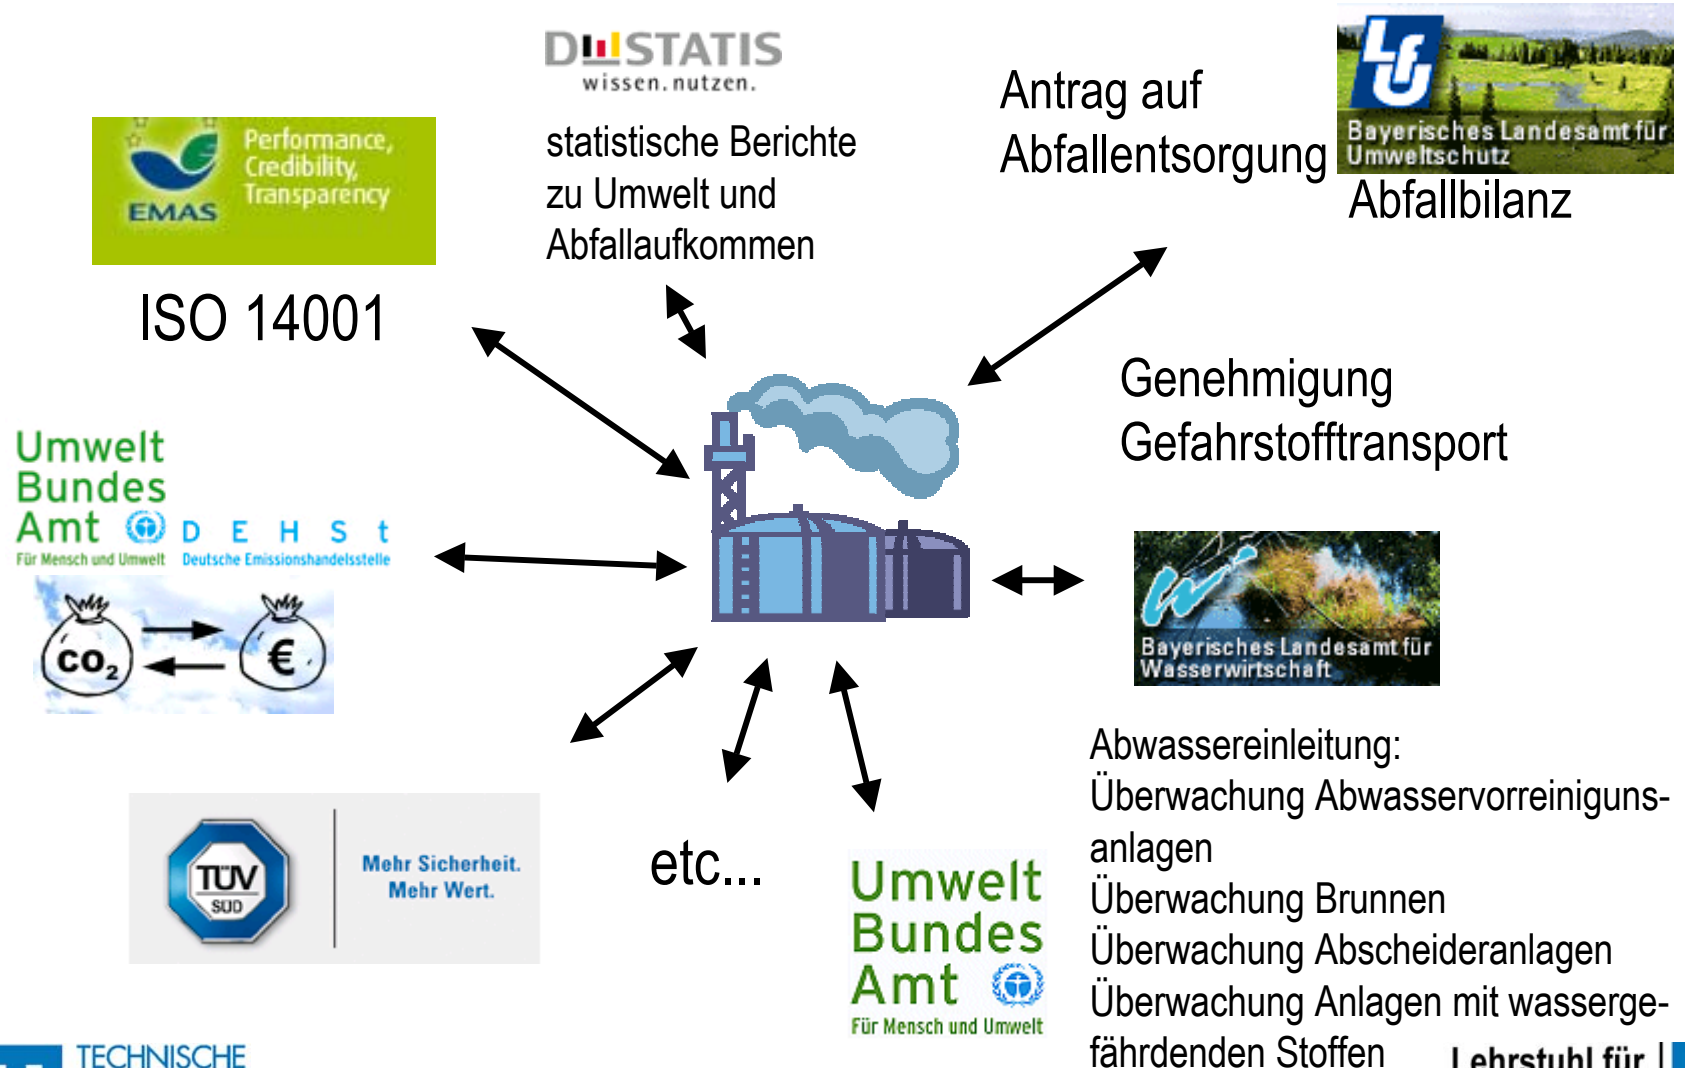 DESTATIS
wissen.nutzen.
statistische Berichte
zu Umwelt und
Abfallaufkommen
Antrag auf
Abfallentsorgung
LfU
Bayerisches Landesamt für
Umweltschutz
Abfallbilanz
Performance,
Credibility,
Transparency
EMAS
ISO 14001
Genehmigung
Gefahrstofftransport
Umwelt
Bundes
Amt
Für Mensch und Umwelt
D E H S t
Deutsche Emissionshandelsstelle
CO₂
€
Bayerisches Landesamt für
Wasserwirtschaft
Abwassereinleitung:
Überwachung Abwasservorreiniguns-
anlagen
Überwachung Brunnen
Überwachung Abscheideranlagen
Überwachung Anlagen mit wasserge-
fährdenden Stoffen
TÜV
SÜD
Mehr Sicherheit.
Mehr Wert.
etc...
Umwelt
Bundes
Amt
Für Mensch und Umwelt
TECHNISCHE
Lehrstuhl für